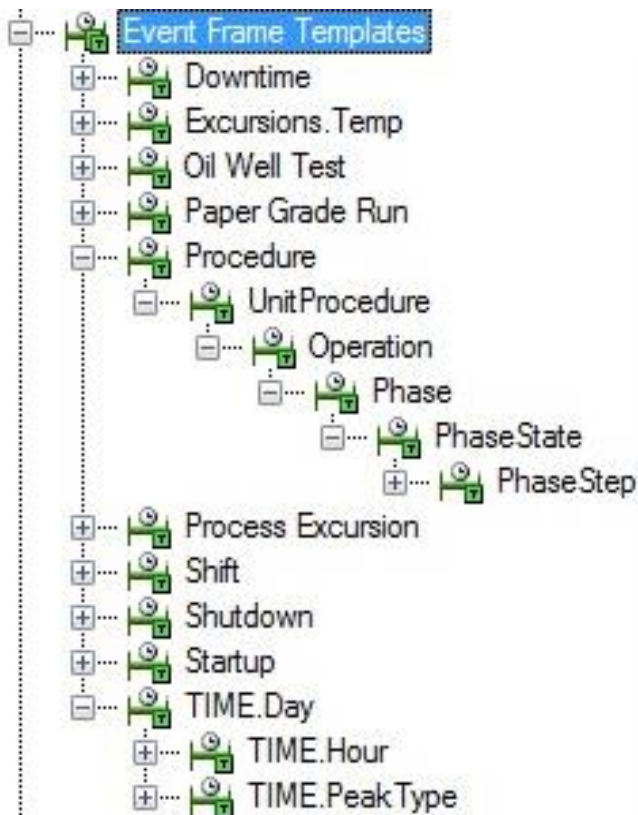 Event Frame Templates
Downtime
Excursions.Temp
Oil Well Test
Paper Grade Run
Procedure
UnitProcedure
Operation
Phase
PhaseState
PhaseStep
Process Excursion
Shift
Shutdown
Startup
TIME.Day
TIME.Hour
TIME.PeakType